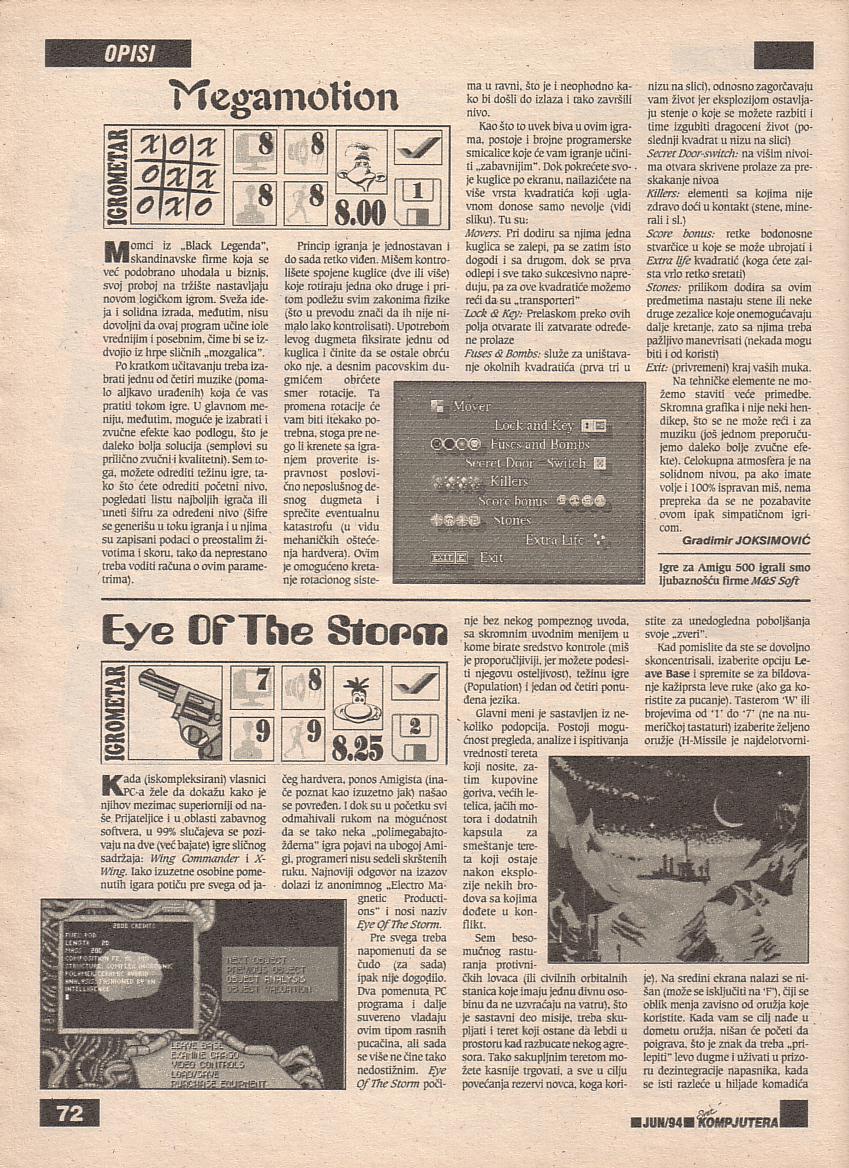 OPISI
Megamotion
IGROMETAR
X O X
O X X
O X O
8
8
8
8
8.00
1
Momci iz „Black Legenda",
skandinavske firme koja se
već podobrano uhodala u biznis,
svoj proboj na tržište nastavljaju
novom logičkom igrom. Sveža ide-
ja i solidna izrada, međutim, nisu
dovoljni da ovaj program učine iole
vrednijim i posebnim, čime bi se iz-
dvojio iz hrpe sličnih „mozgalica".
Po kratkom učitavanju treba iza-
brati jednu od četiri muzike (poma-
lo aljkavo urađenih) koja će vas
pratiti tokom igre. U glavnom me-
niju, međutim, moguće je izabrati i
zvučne efekte kao podlogu, što je
daleko bolja solucija (semplovi su
prilično zvučni i kvalitetni). Sem to-
ga, možete odrediti težinu igre, ta-
ko što ćete odrediti početni nivo,
pogledati listu najboljih igrača ili
uneti šifru za određeni nivo (šifre
se generišu u toku igranja i u njima
su zapisani podaci o preostalim ži-
votima i skoru, tako da neprestano
treba voditi računa o ovim parame-
trima).
Princip igranja je jednostavan i
do sada retko viđen. Mišem kontro-
lišete spojene kuglice (dve ili više)
koje rotiraju jedna oko druge i pri-
tom podležu svim zakonima fizike
(što u prevodu znači da ih nije ni-
malo lako kontrolisati). Upotrebom
levog dugmeta fiksirate jednu od
kuglica i činite da se ostale obrću
oko nje, a desnim pacovskim du-
gmićem obrćete
smer rotacije. Ta
promena rotacije će
vam biti itekako po-
trebna, stoga pre ne-
go li krenete sa igra-
njem proverite is-
pravnost poslovi-
čno neposlušnog de-
snog dugmeta i
sprečite eventualnu
katastrofu (u vidu
mehaničkih ošteće-
nja hardvera). Ovim
je omogućeno kreta-
nje rotacionog siste-
ma u ravni, što je i neophodno ka-
ko bi došli do izlaza i tako završili
nivo.
Kao što to uvek biva u ovim igra-
ma, postoje i brojne programerske
smicalice koje će vam igranje učini-
ti „zabavnijim". Dok pokrećete svo-
je kuglice po ekranu, nailazićete na
više vrsta kvadratića koji ugla-
vnom donose samo nevolje (vidi
sliku). Tu su:
Movers. Pri dodiru sa njima jedna
kuglica se zalepi, pa se zatim isto
dogodi i sa drugom, dok se prva
odlepi i sve tako sukcesivno napre-
duju, pa za ove kvadratiće možemo
reći da su „transporteri"
Lock & Key: Prelaskom preko ovih
polja otvarate ili zatvarate određe-
ne prolaze
Fuses & Bombs: služe za uništava-
nje okolnih kvadratića (prva tri u
nizu na slici), odnosno zagorčavaju
vam život jer eksplozijom ostavlja-
ju stenje o koje se možete razbiti i
time izgubiti dragoceni život (po-
slednji kvadrat u nizu na slici)
Secret Door-switch: na višim nivoi-
ma otvara skrivene prolaze za pre-
skakanje nivoa
Killers: elementi sa kojima nije
zdravo doći u kontakt (stene, mine-
rali i sl.)
Score bonus: retke bodonosne
stvarčice u koje se može ubrojati i
Extra life kvadratić (koga ćete zai-
sta vrlo retko sretati)
Stones: prilikom dodira sa ovim
predmetima nastaju stene ili neke
druge zezalice koje onemogućavaju
dalje kretanje, zato sa njima treba
pažljivo manevrisati (nekada mogu
biti i od koristi)
Exit: (privremeni) kraj vaših muka.
Na tehničke elemente ne mo-
žemo staviti veće primedbe.
Skromna grafika i nije neki hen-
dikep, što se ne može reći i za
muziku (još jednom preporuču-
jemo daleko bolje zvučne efe-
kte). Celokupna atmosfera je na
solidnom nivou, pa ako imate
volje i 100% ispravan miš, nema
prepreka da se ne pozabavite
ovom ipak simpatičnom igri-
com.
Gradimir JOKSIMOVIĆ
Igre za Amigu 500 igrali smo
ljubaznošću firme M&S Soft
Mover
Lock and Key
Fuses and Bombs
Secret Door-Switch
Killers
Score bonus
Stones
Extra Life
EXIT Exit
Eye Of The Storm
IGROMETAR
7
8
9
9
8.25
2
Kada (iskompleksirani) vlasnici
PC-a žele da dokažu kako je
njihov mezimac superiorniji od na-
še Prijateljice i u oblasti zabavnog
softvera, u 99% slučajeva se pozi-
vaju na dve (već bajate) igre sličnog
sadržaja: Wing Commander i X-
Wing. Iako izuzetne osobine pome-
nutih igara potiču pre svega od ja-
čeg hardvera, ponos Amigista (ina-
če poznat kao izuzetno jak) našao
se povređen. I dok su u početku svi
odmahivali rukom na mogućnost
da se tako neka „polimegabajto-
žderna" igra pojavi na ubogoj Ami-
gi, programeri nisu sedeli skrštenih
ruku. Najnoviji odgovor na izazov
dolazi iz anonimnog „Electro Ma-
gnetic Producti-
ons" i nosi naziv
Eye Of The Storm.
Pre svega treba
napomenuti da se
čudo (za sada)
ipak nije dogodilo.
Dva pomenuta PC
programa i dalje
suvereno vladaju
ovim tipom rasnih
pucačina, ali sada
se više ne čine tako
nedostižnim. Eye
Of The Storm poči-
nje bez nekog pompeznog uvoda,
sa skromnim uvodnim menijem u
kome birate sredstvo kontrole (miš
je preporučljiviji, jer možete podesi-
ti njegovu osteljivost), težinu igre
(Population) i jedan od četiri ponu-
đena jezika.
Glavni meni je sastavljen iz ne-
koliko podopcija. Postoji mogu-
ćnost pregleda, analize i ispitivanja
vrednosti tereta
koji nosite, za-
tim kupovine
goriva, većih le-
telica, jačih mo-
tora i dodatnih
kapsula za
smeštanje tere-
ta koji ostaje
nakon eksplo-
zije nekih bro-
dova sa kojima
dođete u kon-
flikt.
Sem beso-
mučnog rastu-
ranja protivni-
čkih lovaca (ili civilnih orbitalnih
stanica koje imaju jednu divnu oso-
binu da ne uzvraćaju na vatru), što
je sastavni deo misije, treba sku-
pljati i teret koji ostane da lebdi u
prostoru kad razbucate nekog agre-
sora. Tako sakupljnim teretom mo-
žete kasnije trgovati, a sve u cilju
povećanja rezervi novca, koga kori-
stite za unedogledna poboljšanja
svoje „zveri".
Kad pomislite da ste se dovoljno
skoncentrisali, izaberite opciju Le-
ave Base i spremite se za bildova-
nje kažiprsta leve ruke (ako ga ko-
ristite za pucanje). Tasterom 'W' ili
brojevima od '1' do '7' (ne na nu-
meričkoj tastaturi) izaberite željeno
oružje (H-Missile je najdelotvorni-
je). Na sredini ekrana nalazi se ni-
šan (može se isključiti na 'F'), čiji se
oblik menja zavisno od oružja koje
koristite. Kada vam se cilj nađe u
dometu oružja, nišan će početi da
poigrava, što je znak da treba „pri-
lepiti" levo dugme i uživati u prizo-
ru dezintegracije napasnika, kada
se isti razleće u hiljade komadića
2000 CREDITS
FUEL POD
LENGTH 20
MASS 200
STRUCTURE: COMPLEX INORGANIC
ANALYSIS: FASHIONED BY AN
INTELLIGENCE
NEXT OBJECT
PREVIOUS OBJECT
OBJECT ANALYSIS
OBJECT VALUATION
LEAVE BASE
EXAMINE CARGO
VIDEO CONTROLS
LOAD/SAVE
PURCHASE EQUIPMENT
72
JUN/94
Svet KOMPJUTERA